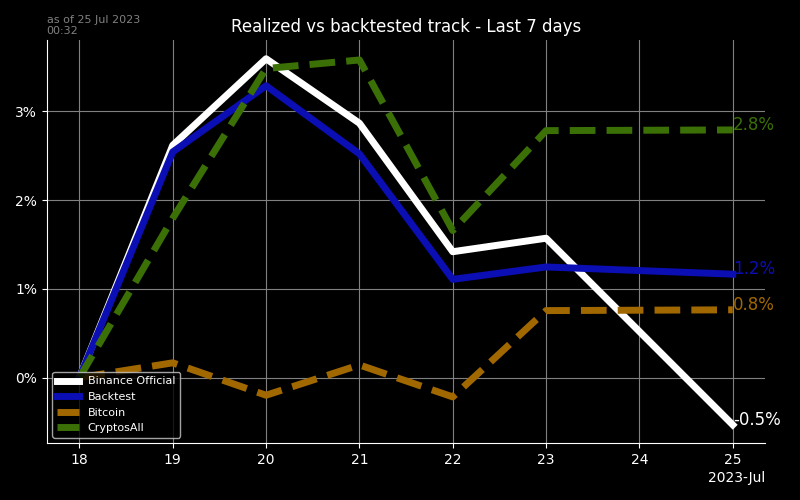 as of 25 Jul 2023
00:32
Realized vs backtested track - Last 7 days
3%
2%
1%
0%
2.8%
1.2%
0.8%
-0.5%
Binance Official
Backtest
Bitcoin
CryptosAll
18 19 20 21 22 23 24 25
2023-Jul